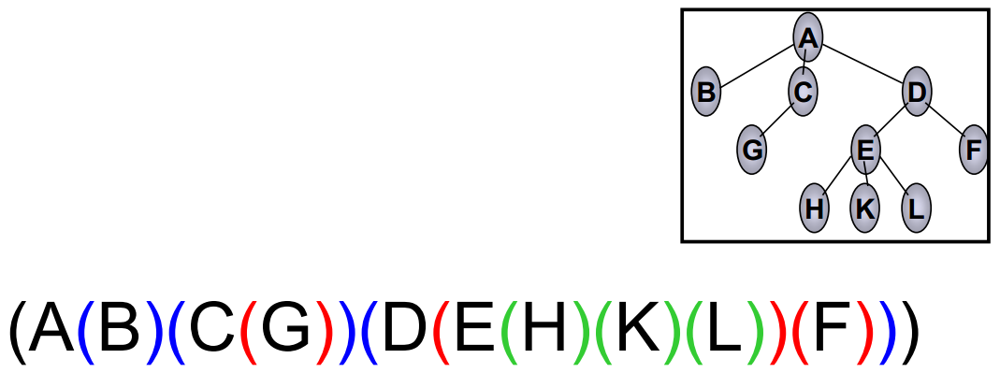 A
B C D
G E F
H K L
(A(B)(C(G))(D(E(H)(K)(L))(F)))